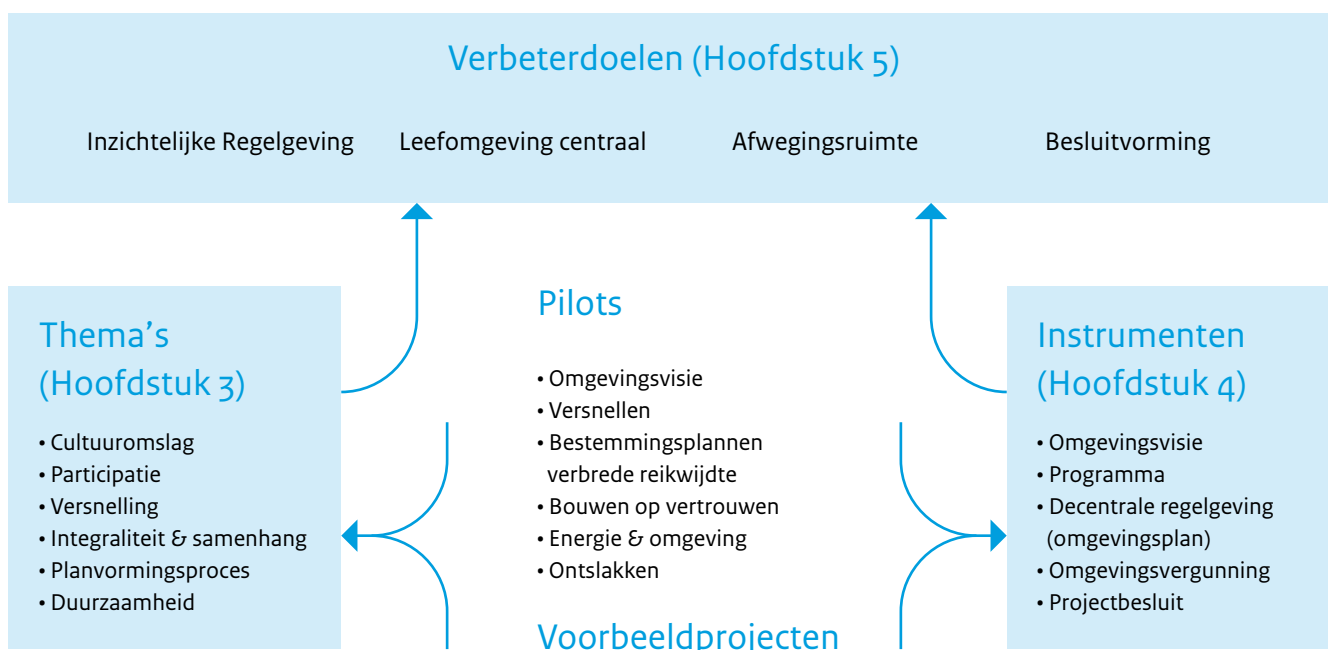 Verbeterdoelen (Hoofdstuk 5)
Inzichtelijke Regelgeving Leefomgeving centraal Afwegingsruimte Besluitvorming
Thema's
(Hoofdstuk 3)
• Cultuuromslag
• Participatie
• Versnelling
• Integraliteit & samenhang
• Planvormingsproces
• Duurzaamheid
Pilots
• Omgevingsvisie
• Versnellen
• Bestemmingsplannen
verbrede reikwijdte
• Bouwen op vertrouwen
• Energie & omgeving
• Ontslakken
Voorbeeldprojecten
Instrumenten
(Hoofdstuk 4)
• Omgevingsvisie
• Programma
• Decentrale regelgeving
(omgevingsplan)
• Omgevingsvergunning
• Projectbesluit